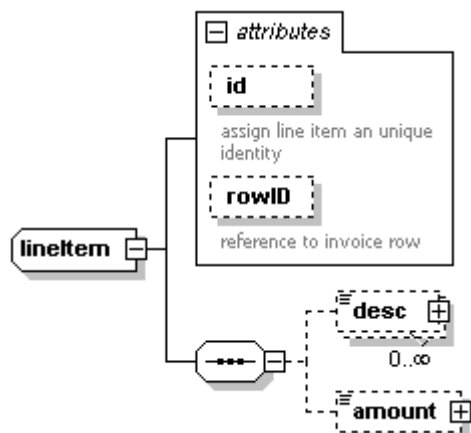 attributes
id
assign line item an unique
identity
rowID
reference to invoice row
lineItem
desc
0..∞
amount